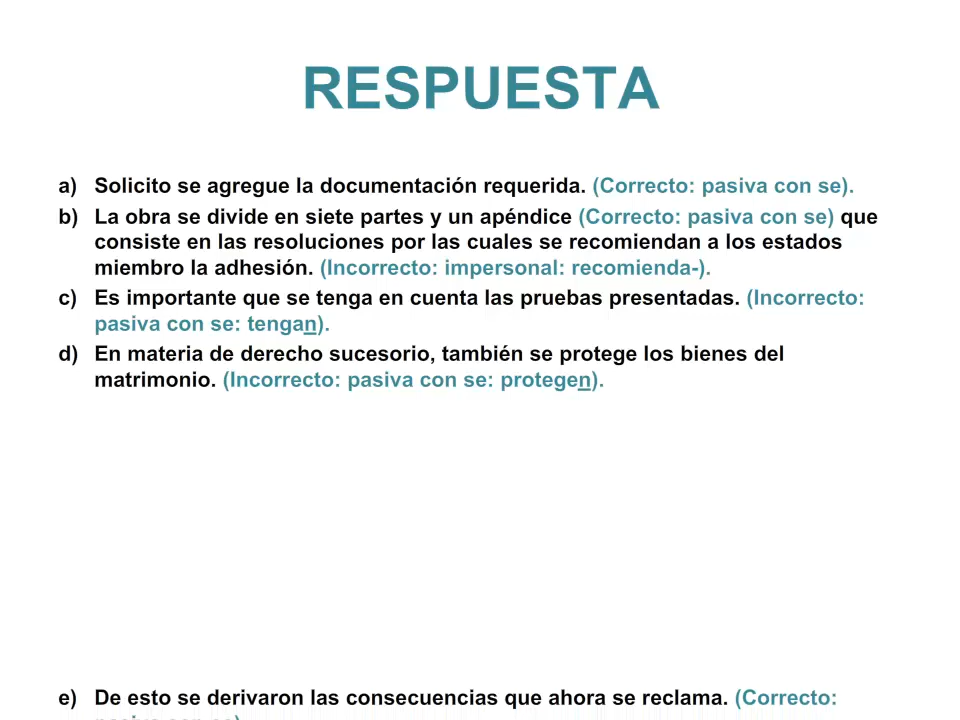 RESPUESTA
a) Solicito se agregue la documentación requerida. (Correcto: pasiva con se).
b) La obra se divide en siete partes y un apéndice (Correcto: pasiva con se) que
consiste en las resoluciones por las cuales se recomiendan a los estados
miembro la adhesión. (Incorrecto: impersonal: recomienda-).
c) Es importante que se tenga en cuenta las pruebas presentadas. (Incorrecto:
pasiva con se: tengan).
d) En materia de derecho sucesorio, también se protege los bienes del
matrimonio. (Incorrecto: pasiva con se: protegen).
e) De esto se derivaron las consecuencias que ahora se reclama. (Correcto: